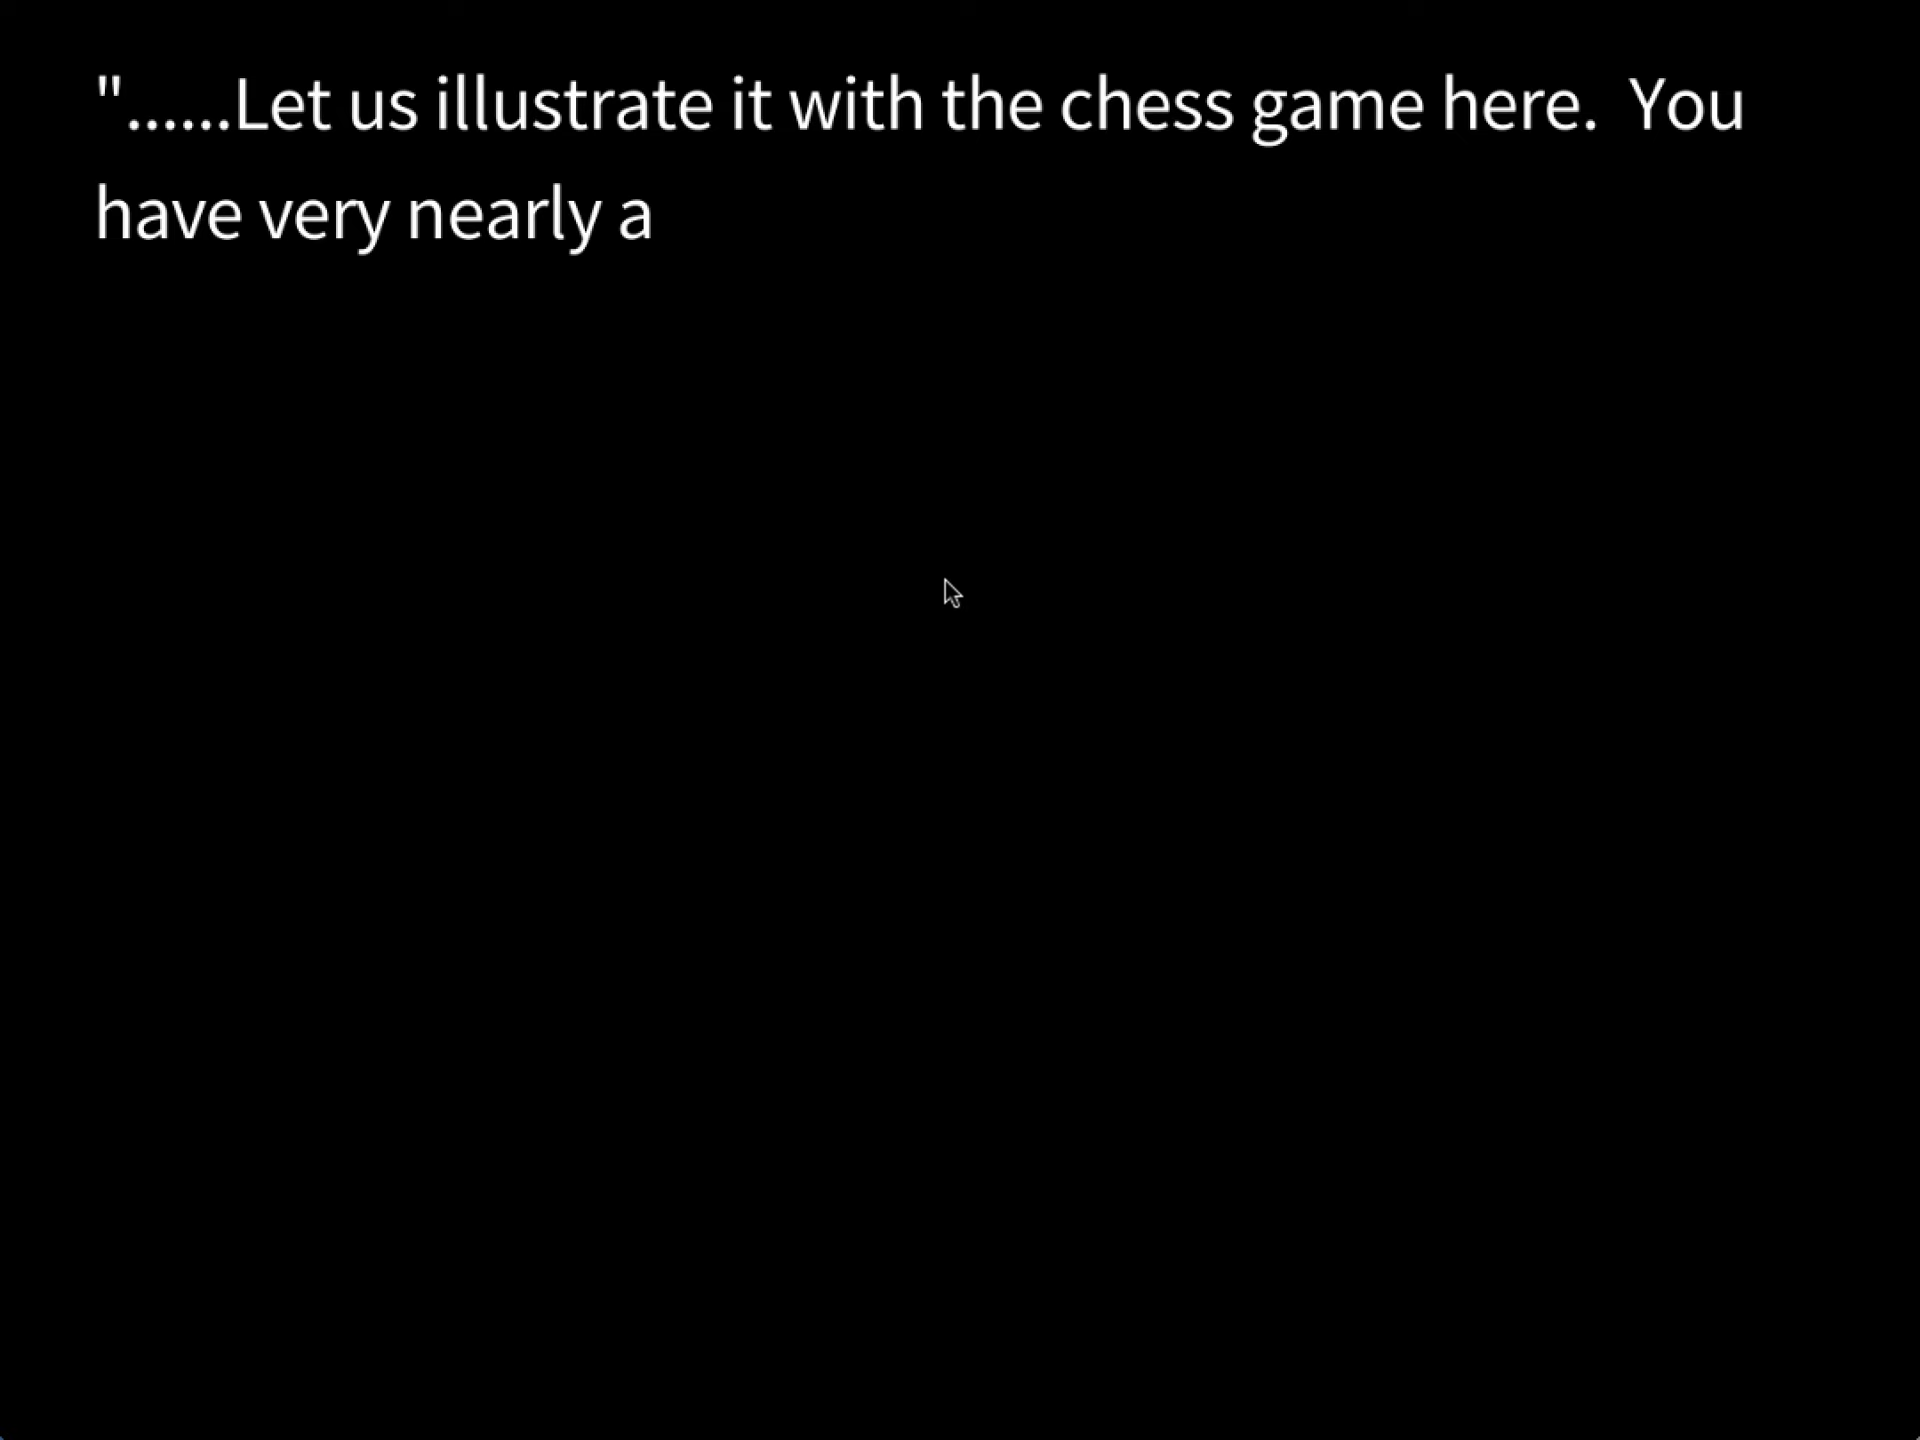 "......Let us illustrate it with the chess game here.  You
have very nearly a